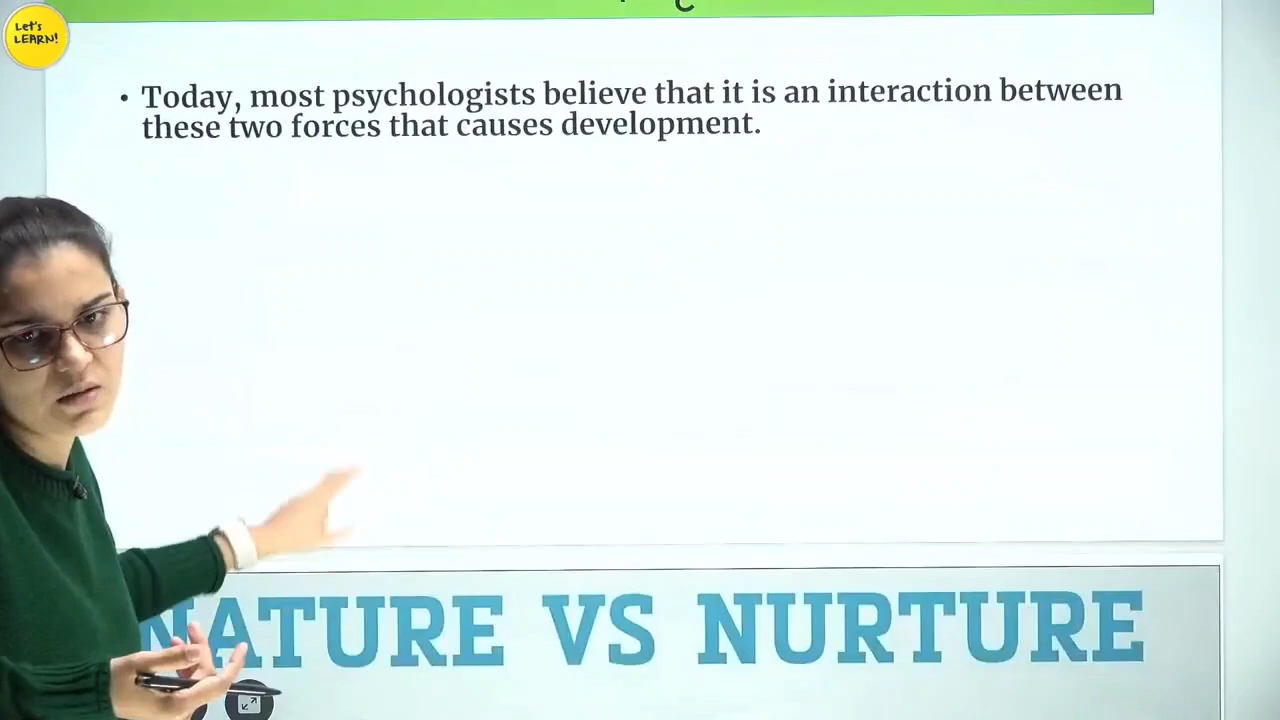 Let's
LEARN!
• Today, most psychologists believe that it is an interaction between
these two forces that causes development.
NATURE VS NURTURE